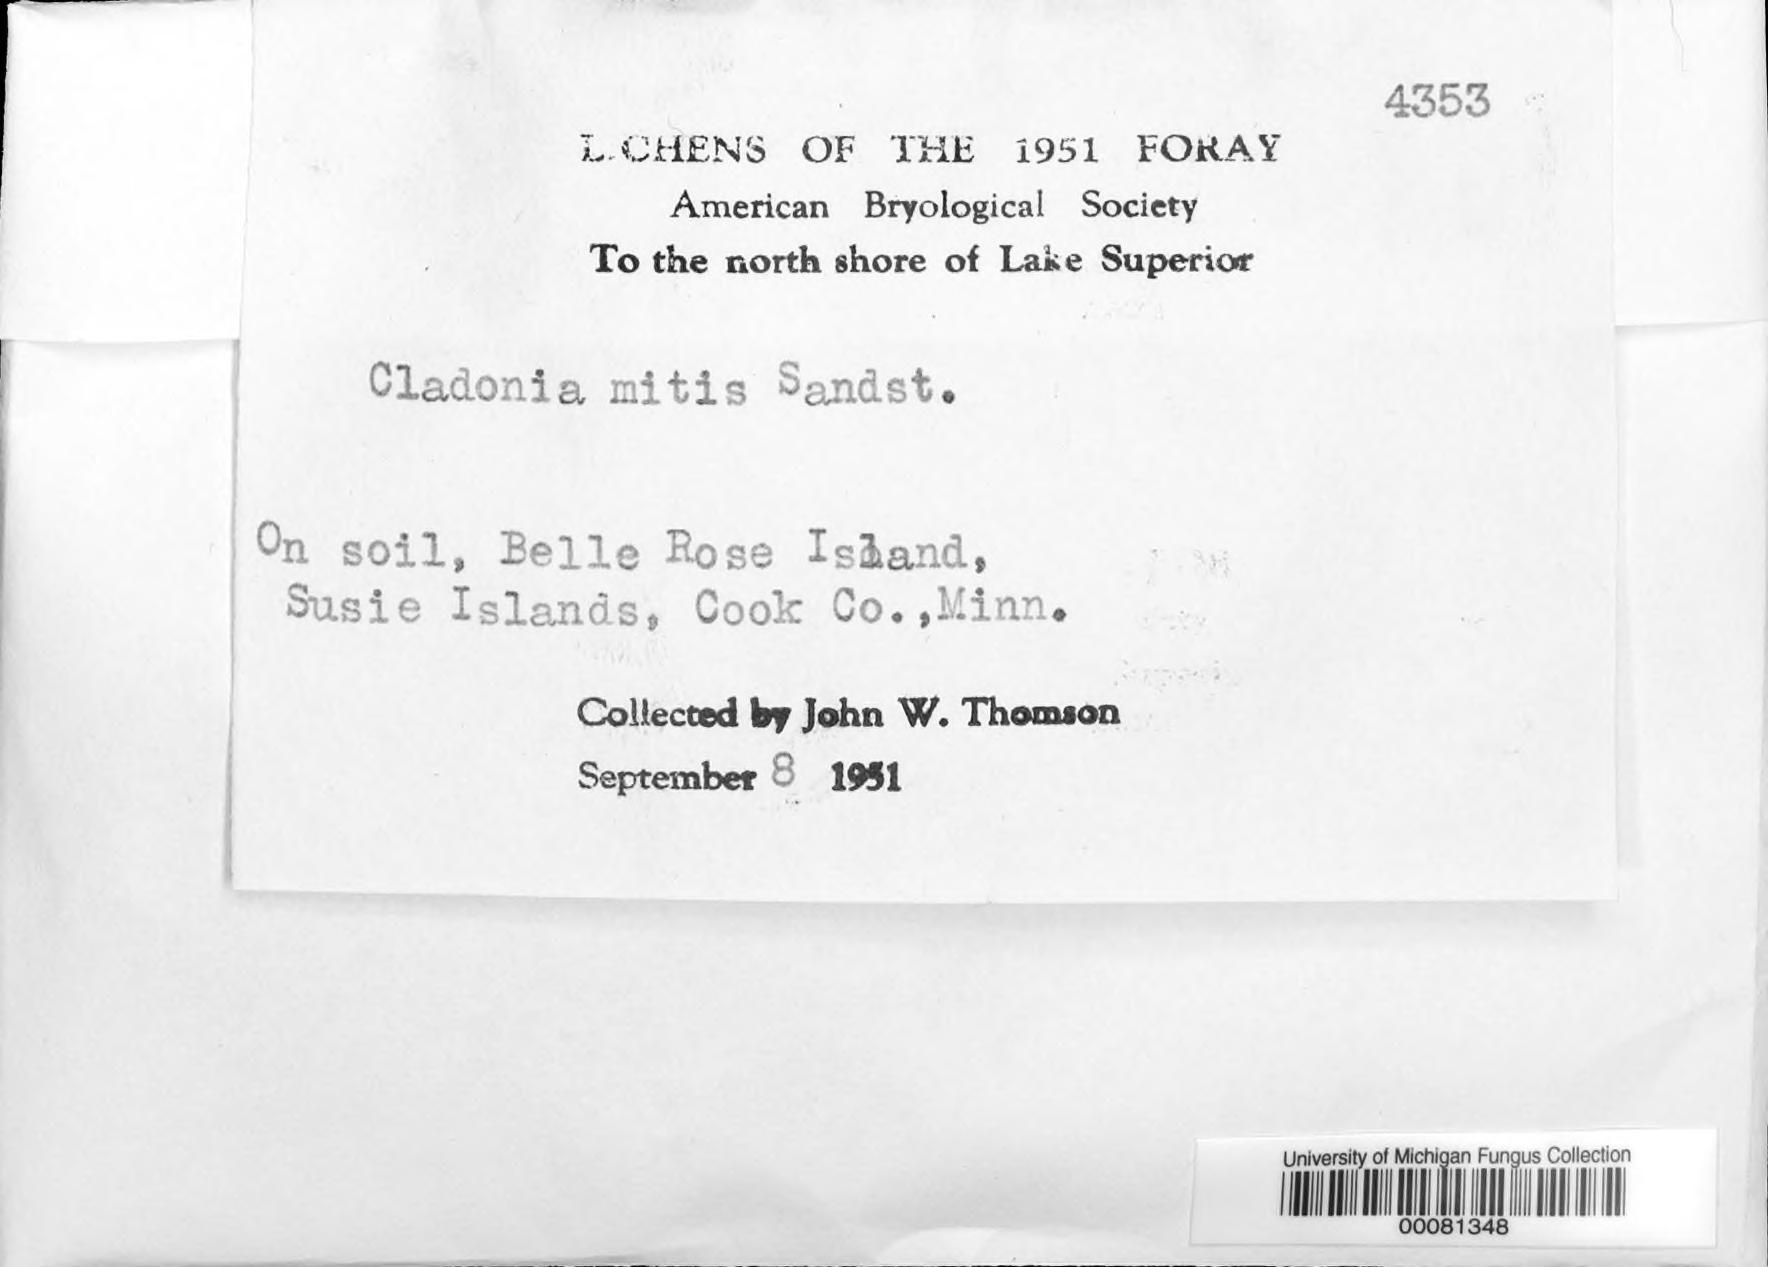 4353
LICHENS OF THE 1951 FORAY
American Bryological Society
To the north shore of Lake Superior
Cladonia mitis Sandst.
On soil, Belle Rose Island,
Susie Islands, Cook Co.,Minn.
Collected by John W. Thomson
September 8 1951
University of Michigan Fungus Collection
00081348